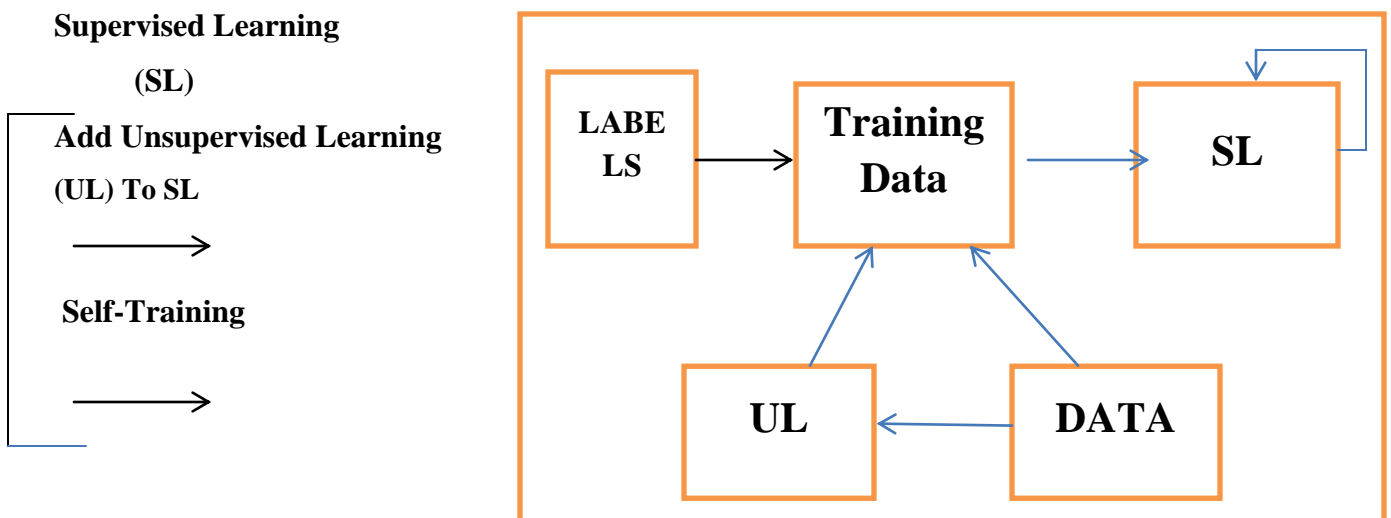 Supervised Learning
(SL)
Add Unsupervised Learning
(UL) To SL
Self-Training
LABE
LS
Training
Data
SL
UL
DATA